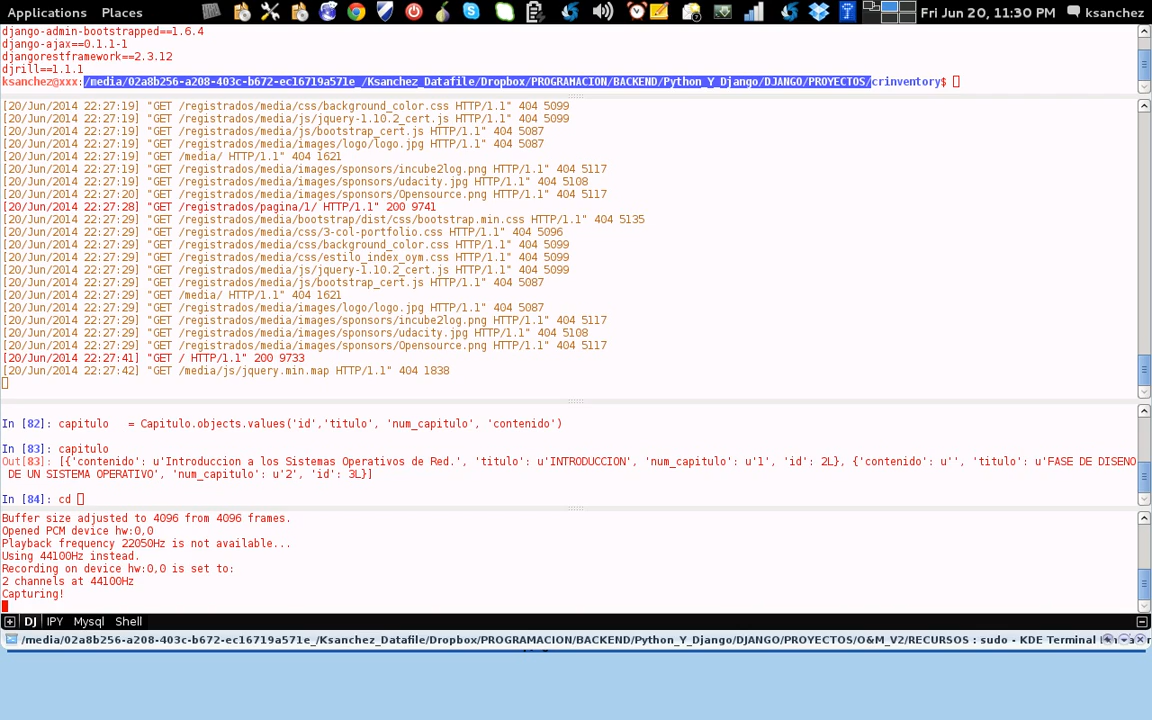 Applications Places Fri Jun 20, 11:30 PM ksanchez
django-admin-bootstrapped==1.6.4
django-ajax==0.1.1-1
djangorestframework==2.3.12
djrill==1.1.1
ksanchez@xxx:/media/02a8b256-a208-403c-b672-ec16719a571e_/Ksanchez_Datafile/Dropbox/PROGRAMACION/BACKEND/Python_Y_Django/DJANGO/PROYECTOS/crinventory$
[20/Jun/2014 22:27:19] "GET /registrados/media/css/background_color.css HTTP/1.1" 404 5099
[20/Jun/2014 22:27:19] "GET /registrados/media/js/jquery-1.10.2_cert.js HTTP/1.1" 404 5099
[20/Jun/2014 22:27:19] "GET /registrados/media/js/bootstrap_cert.js HTTP/1.1" 404 5087
[20/Jun/2014 22:27:19] "GET /registrados/media/images/logo/logo.jpg HTTP/1.1" 404 5087
[20/Jun/2014 22:27:19] "GET /media/ HTTP/1.1" 404 1621
[20/Jun/2014 22:27:19] "GET /registrados/media/images/sponsors/incube2log.png HTTP/1.1" 404 5117
[20/Jun/2014 22:27:19] "GET /registrados/media/images/sponsors/udacity.jpg HTTP/1.1" 404 5108
[20/Jun/2014 22:27:20] "GET /registrados/media/images/sponsors/Opensource.png HTTP/1.1" 404 5117
[20/Jun/2014 22:27:28] "GET /registrados/pagina/1/ HTTP/1.1" 200 9741
[20/Jun/2014 22:27:29] "GET /registrados/media/bootstrap/dist/css/bootstrap.min.css HTTP/1.1" 404 5135
[20/Jun/2014 22:27:29] "GET /registrados/media/css/3-col-portfolio.css HTTP/1.1" 404 5096
[20/Jun/2014 22:27:29] "GET /registrados/media/css/background_color.css HTTP/1.1" 404 5099
[20/Jun/2014 22:27:29] "GET /registrados/media/css/estilo_index_oym.css HTTP/1.1" 404 5099
[20/Jun/2014 22:27:29] "GET /registrados/media/js/jquery-1.10.2_cert.js HTTP/1.1" 404 5099
[20/Jun/2014 22:27:29] "GET /registrados/media/js/bootstrap_cert.js HTTP/1.1" 404 5087
[20/Jun/2014 22:27:29] "GET /media/ HTTP/1.1" 404 1621
[20/Jun/2014 22:27:29] "GET /registrados/media/images/logo/logo.jpg HTTP/1.1" 404 5087
[20/Jun/2014 22:27:29] "GET /registrados/media/images/sponsors/incube2log.png HTTP/1.1" 404 5117
[20/Jun/2014 22:27:29] "GET /registrados/media/images/sponsors/udacity.jpg HTTP/1.1" 404 5108
[20/Jun/2014 22:27:29] "GET /registrados/media/images/sponsors/Opensource.png HTTP/1.1" 404 5117
[20/Jun/2014 22:27:41] "GET / HTTP/1.1" 200 9733
[20/Jun/2014 22:27:42] "GET /media/js/jquery.min.map HTTP/1.1" 404 1838
In [82]: capitulo   = Capitulo.objects.values('id','titulo', 'num_capitulo', 'contenido')
In [83]: capitulo
Out[83]: [{'contenido': u'Introduccion a los Sistemas Operativos de Red.', 'titulo': u'INTRODUCCION', 'num_capitulo': u'1', 'id': 2L}, {'contenido': u'', 'titulo': u'FASE DE DISENO
DE UN SISTEMA OPERATIVO', 'num_capitulo': u'2', 'id': 3L}]
In [84]: cd
Buffer size adjusted to 4096 from 4096 frames.
Opened PCM device hw:0,0
Playback frequency 22050Hz is not available...
Using 44100Hz instead.
Recording on device hw:0,0 is set to:
2 channels at 44100Hz
Capturing!
DJ IPY Mysql Shell
/media/02a8b256-a208-403c-b672-ec16719a571e_/Ksanchez_Datafile/Dropbox/PROGRAMACION/BACKEND/Python_Y_Django/DJANGO/PROYECTOS/O&M_V2/RECURSOS : sudo - KDE Terminal